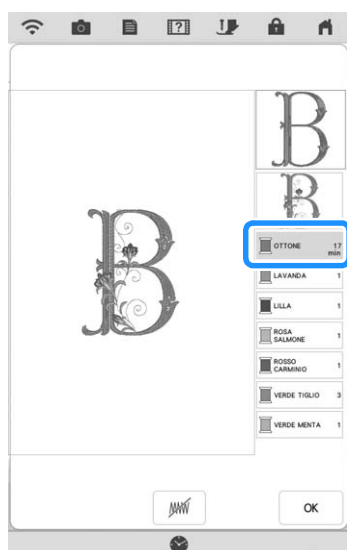 B
B
OTTONE 17
min
LAVANDA 1
LILLA 1
ROSA
SALMONE 1
ROSSO
CARMINIO 1
VERDE TIGLIO 3
VERDE MENTA 1
B
OK